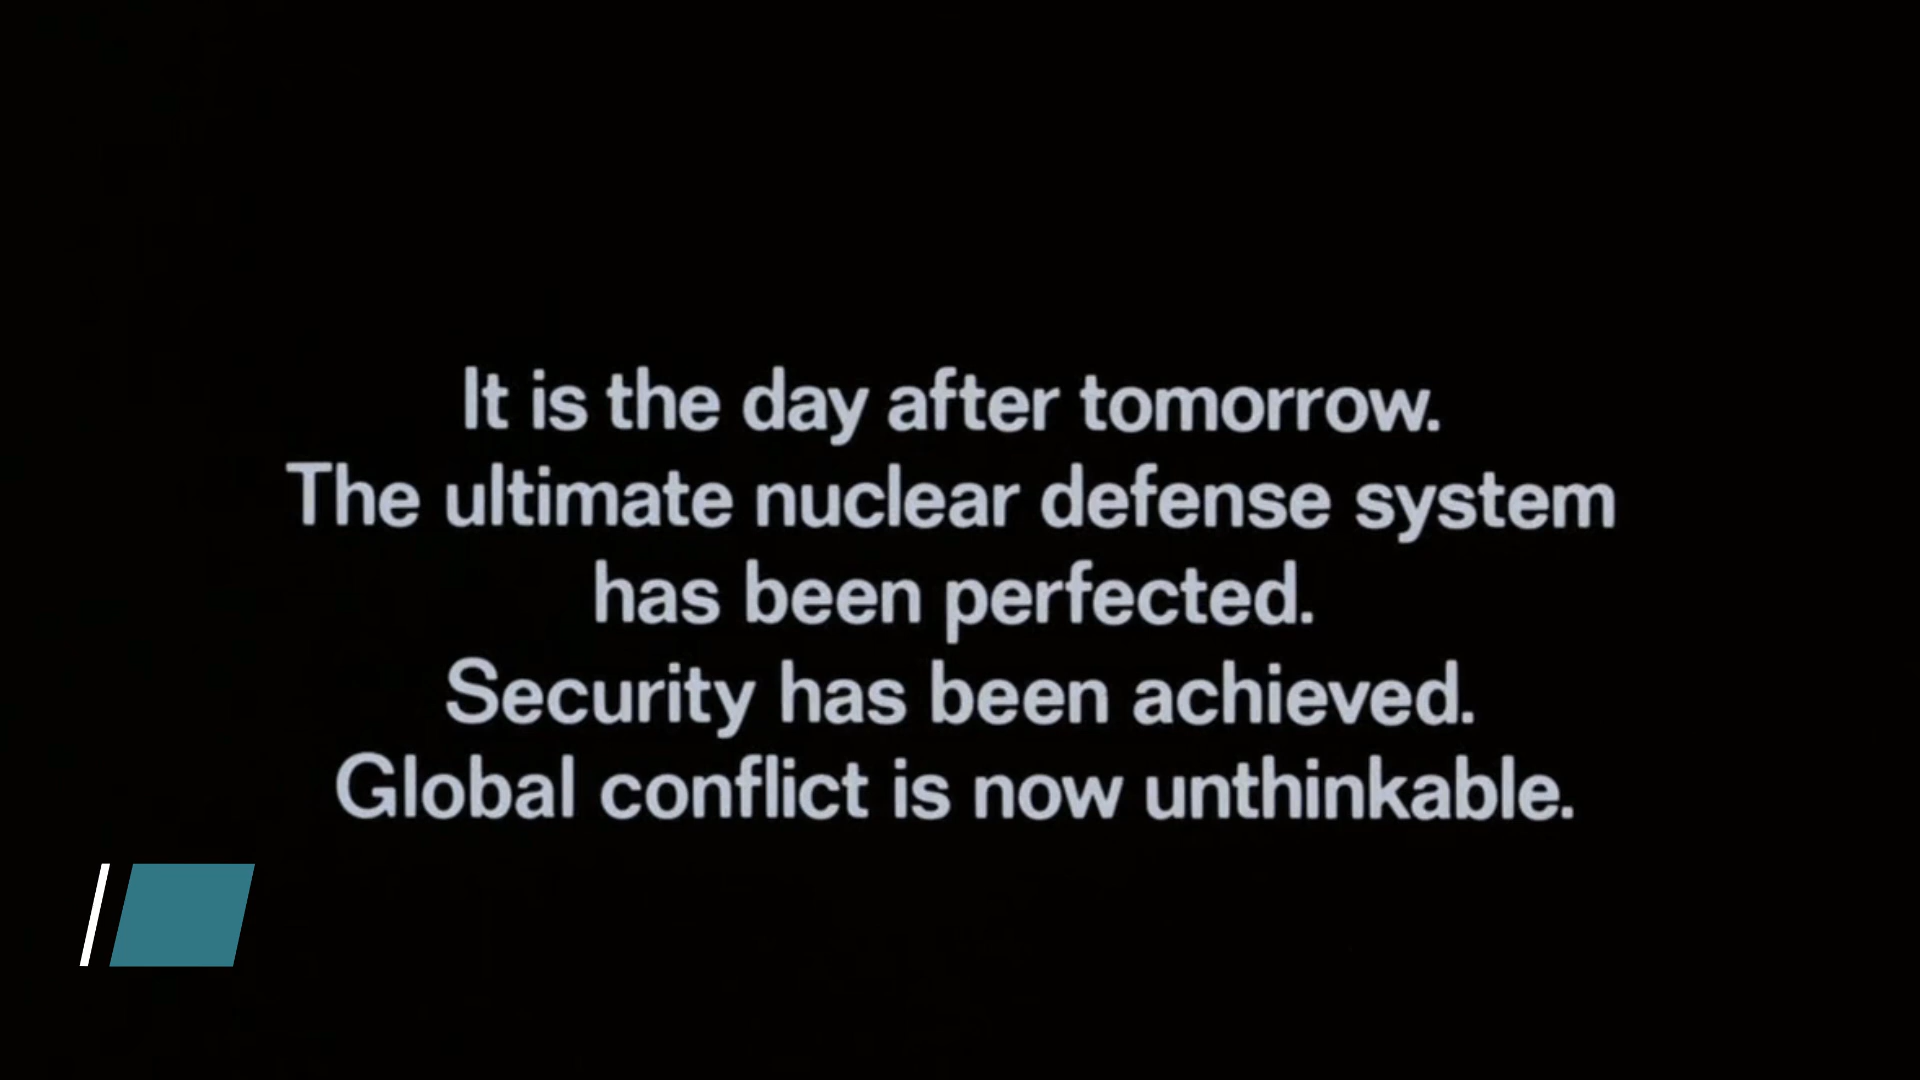 It is the day after tomorrow.
The ultimate nuclear defense system
has been perfected.
Security has been achieved.
Global conflict is now unthinkable.